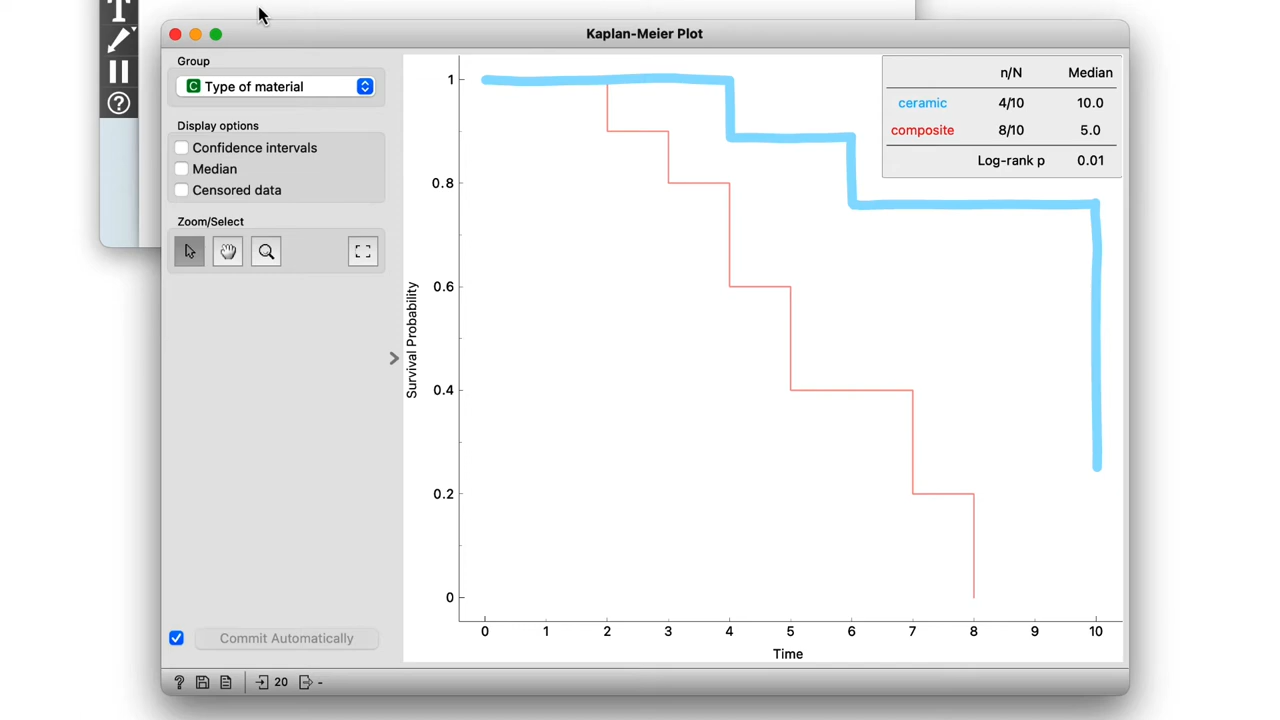 T
Kaplan-Meier Plot
Group
C Type of material
Display options
Confidence intervals
Median
Censored data
Zoom/Select
Commit Automatically
? 20 -
Survival Probability
1
0.8
0.6
0.4
0.2
0
0 1 2 3 4 5 6 7 8 9 10
Time
n/N Median
ceramic 4/10 10.0
composite 8/10 5.0
Log-rank p 0.01